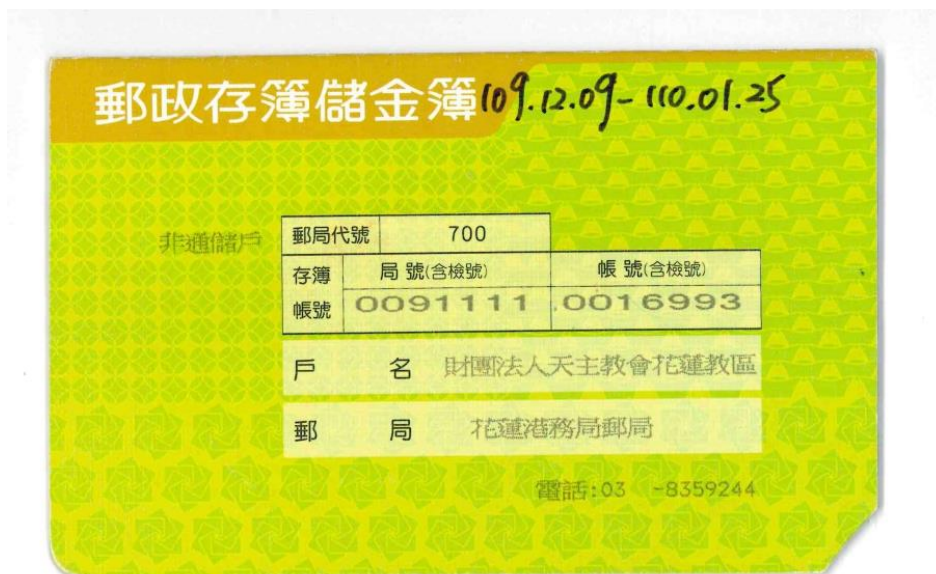 郵政存簿儲金簿 109.12.09-110.01.25
非通儲戶
郵局代號 700
存簿帳號 局號(含檢號) 帳號(含檢號)
0091111 .0016993
戶名 財團法人天主教會花蓮教區
郵局 花蓮港務局郵局
電話:03 -8359244